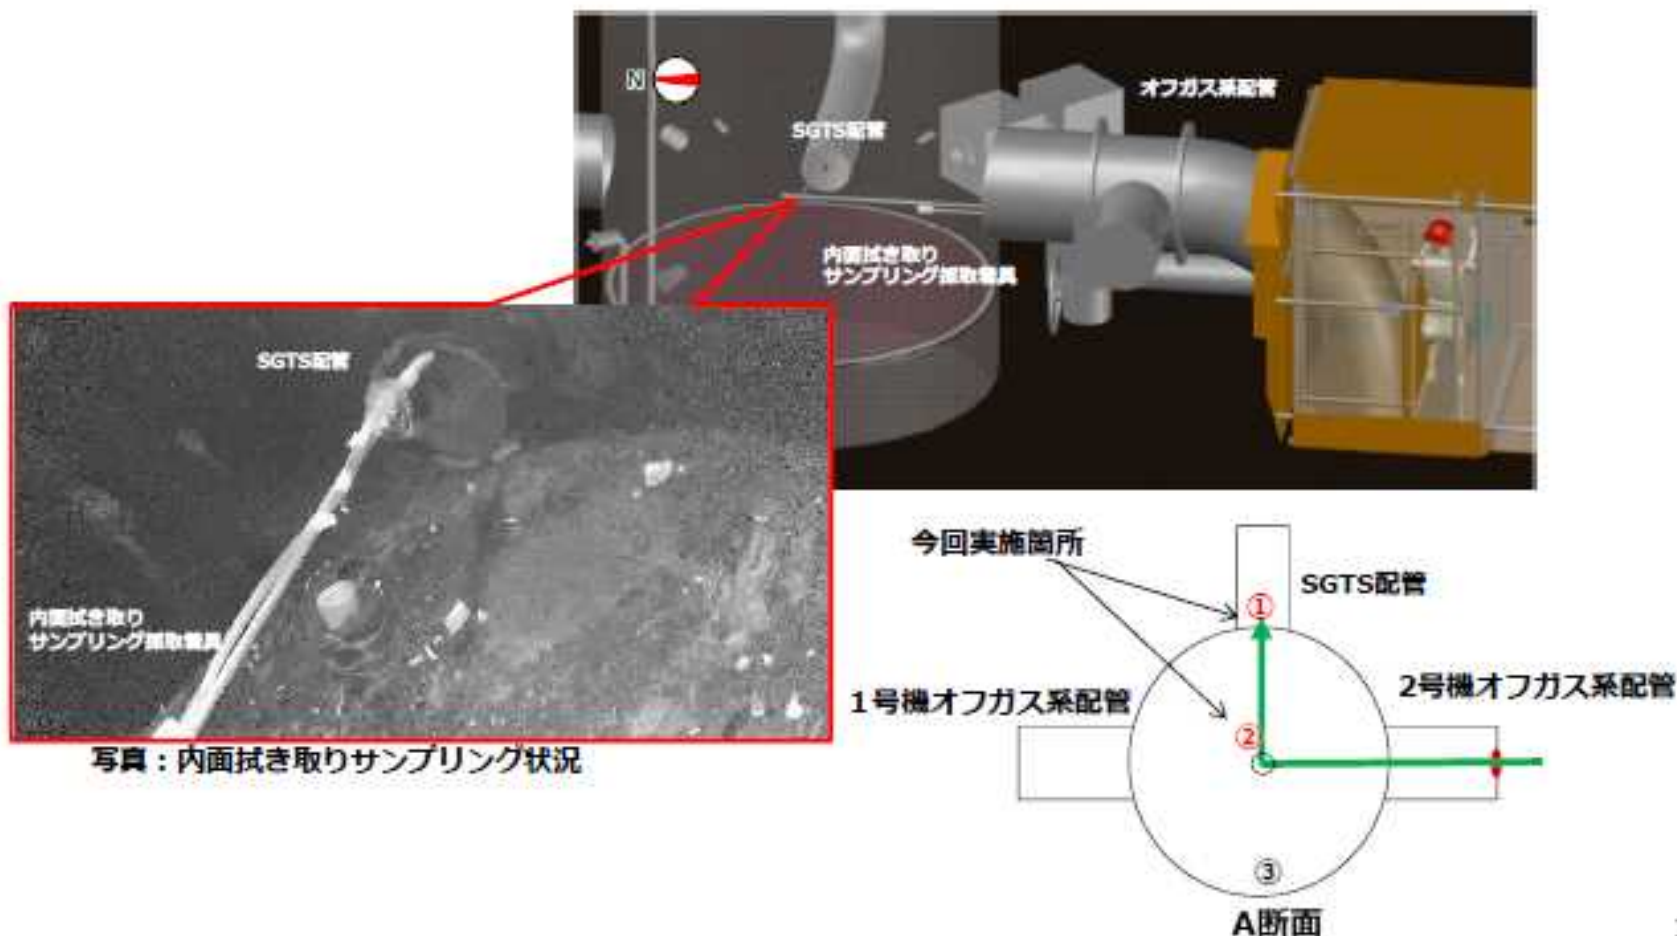 N
オフガス系配管
SGTS配管
内面拭き取り
サンプリング採取器具
SGTS配管
内面拭き取り
サンプリング採取器具
写真：内面拭き取りサンプリング状況
今回実施箇所
①
SGTS配管
1号機オフガス系配管
2号機オフガス系配管
②
③
A断面